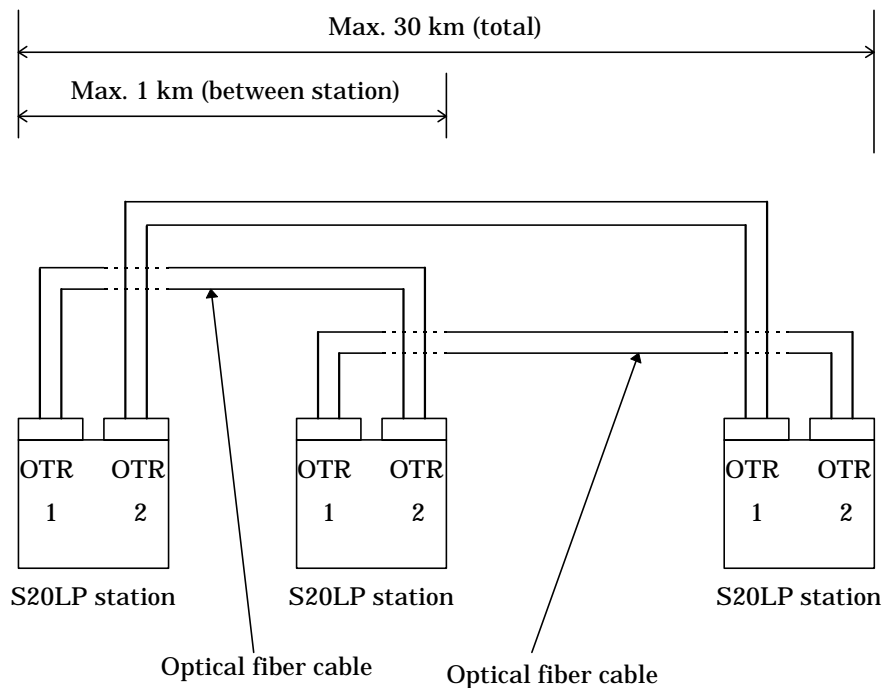 Max. 30 km (total)
Max. 1 km (between station)
OTR 1
OTR 2
OTR 1
OTR 2
OTR 1
OTR 2
S20LP station
S20LP station
S20LP station
Optical fiber cable
Optical fiber cable